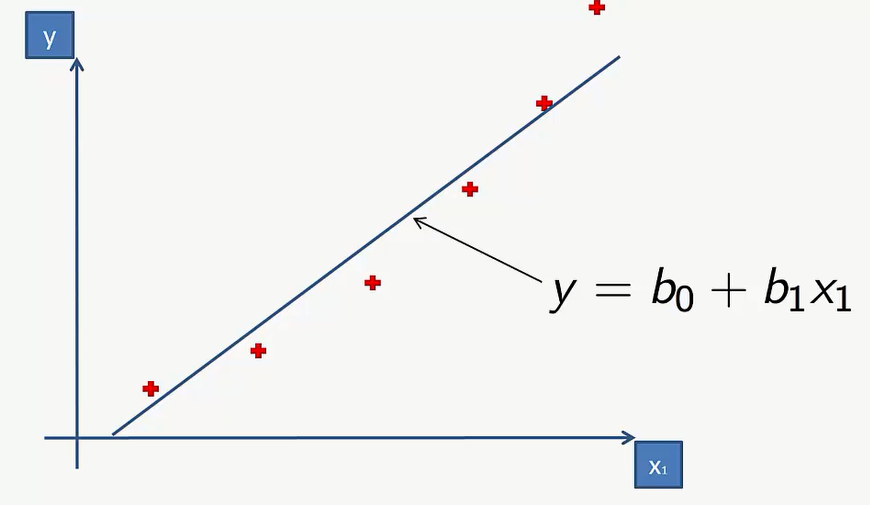 y
y = b₀ + b₁x₁
x₁